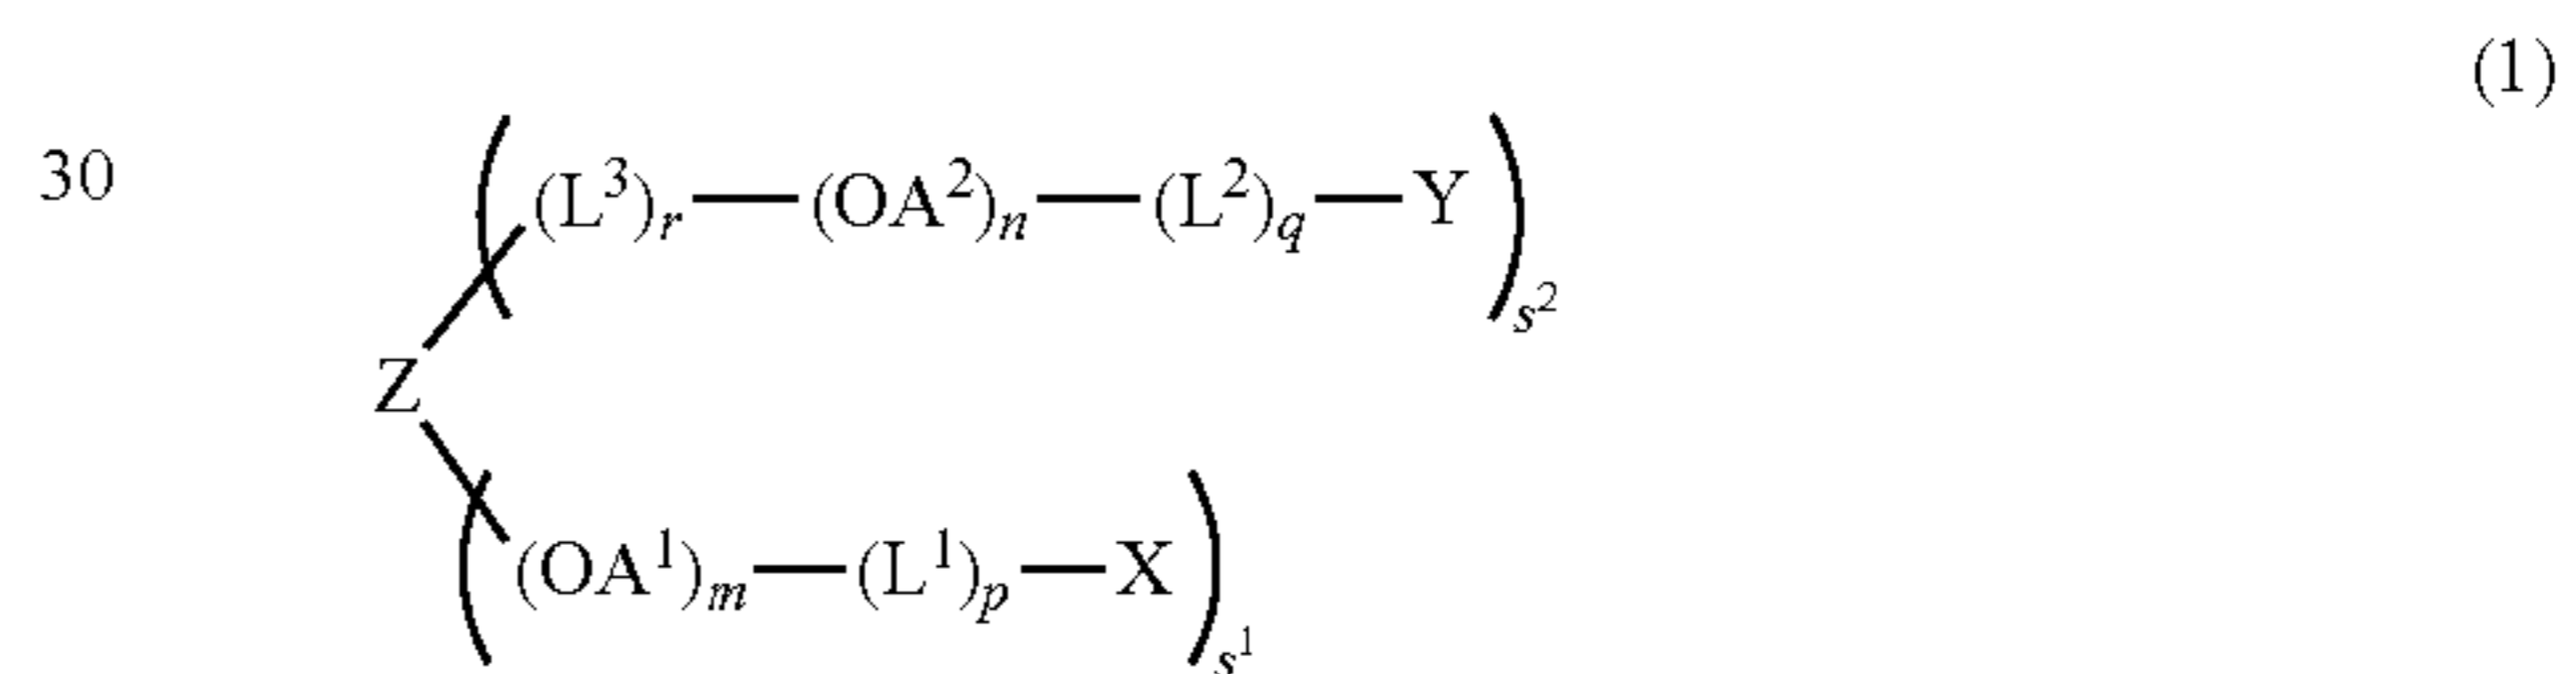 (1)
30 (L³)r—(OA²)n—(L²)q—Y)s²
Z
(OA¹)m—(L¹)p—X)s¹